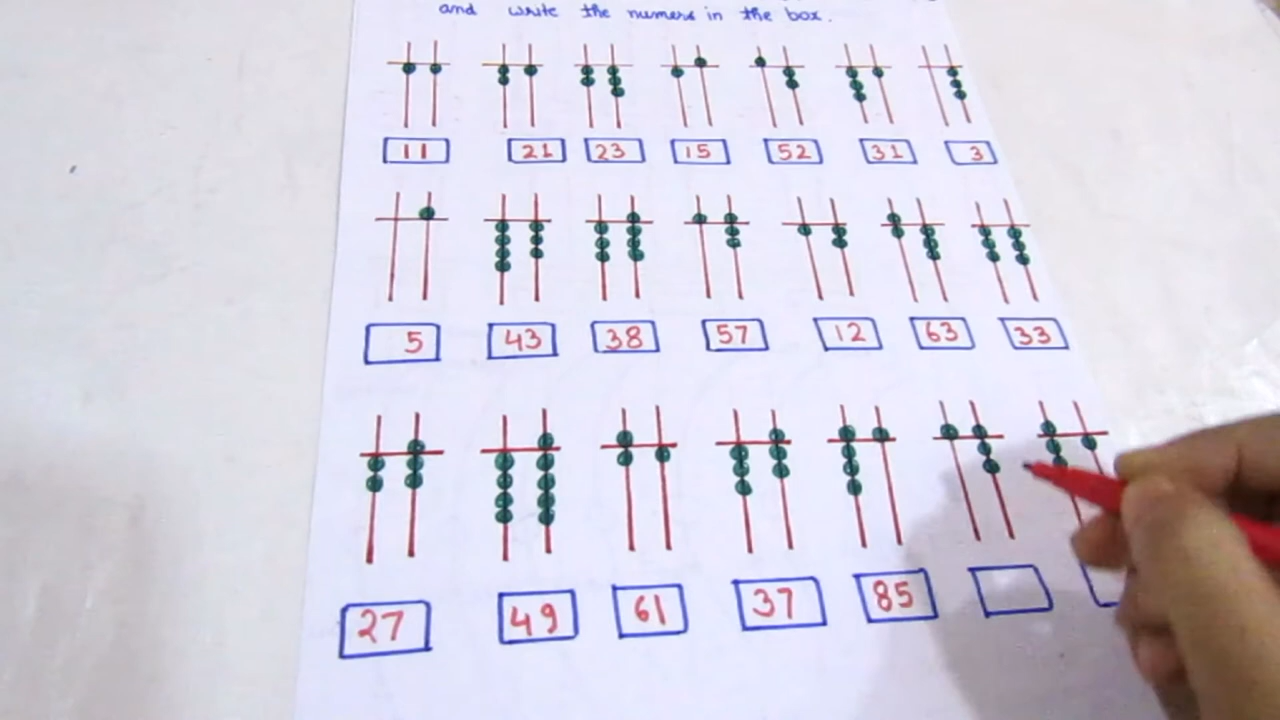 and write the numers in the box.
11 21 23 15 52 31 3
5 43 38 57 12 63 33
27 49 61 37 85